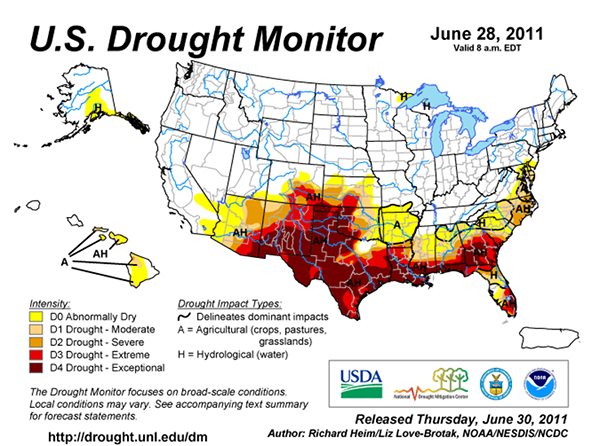 U.S. Drought Monitor
June 28, 2011
Valid 8 a.m. EDT
H
H
AH
AH
AH
A
AH
AH
AH
H
H
AH
A
AH
AH
Intensity:
D0 Abnormally Dry
D1 Drought - Moderate
D2 Drought - Severe
D3 Drought - Extreme
D4 Drought - Exceptional
Drought Impact Types:
Delineates dominant impacts
A = Agricultural (crops, pastures,
grasslands)
H = Hydrological (water)
The Drought Monitor focuses on broad-scale conditions.
Local conditions may vary. See accompanying text summary
for forecast statements.
http://drought.unl.edu/dm
USDA
National Drought Mitigation Center
Released Thursday, June 30, 2011
Author: Richard Heim/Liz Love-Brotak, NOAA/NESDIS/NCDC